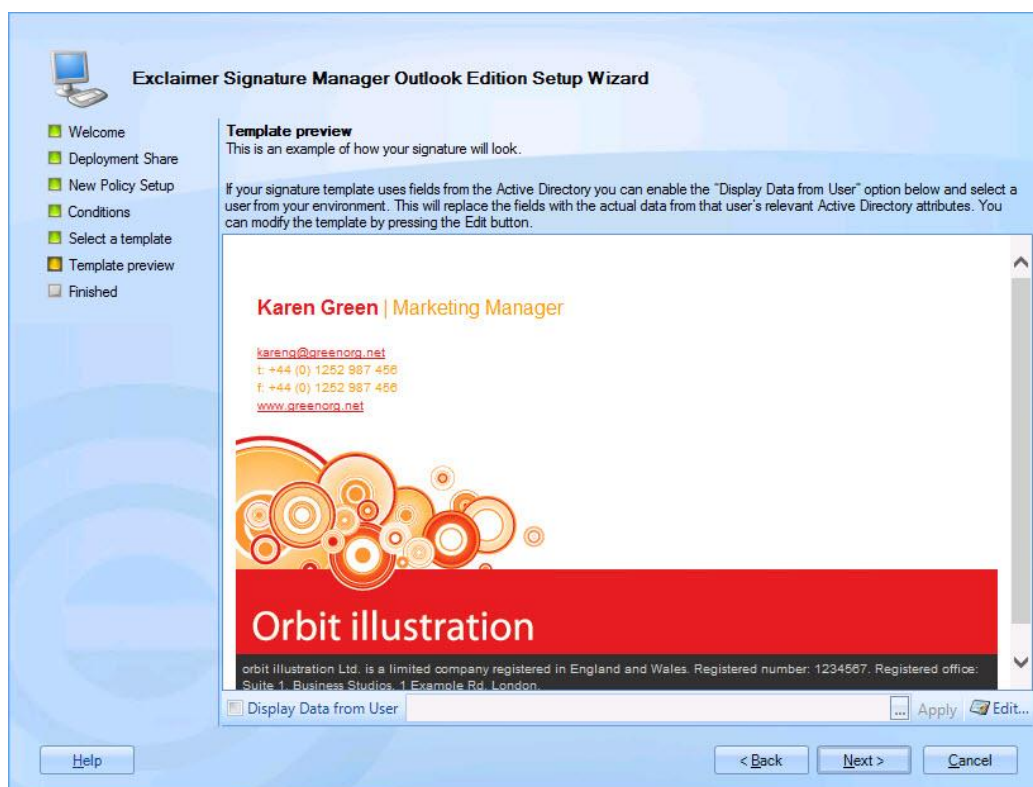 Exclaimer Signature Manager Outlook Edition Setup Wizard
Welcome
Deployment Share
New Policy Setup
Conditions
Select a template
Template preview
Finished
Template preview
This is an example of how your signature will look.
If your signature template uses fields from the Active Directory you can enable the "Display Data from User" option below and select a
user from your environment. This will replace the fields with the actual data from that user's relevant Active Directory attributes. You
can modify the template by pressing the Edit button.
Karen Green | Marketing Manager
kareng@greenorg.net
t: +44 (0) 1252 987 456
f: +44 (0) 1252 987 456
www.greenorg.net
Orbit illustration
orbit illustration Ltd. is a limited company registered in England and Wales. Registered number: 1234567. Registered office:
Suite 1, Business Studios, 1 Example Rd, London.
Display Data from User
... Apply Edit...
Help
< Back Next > Cancel